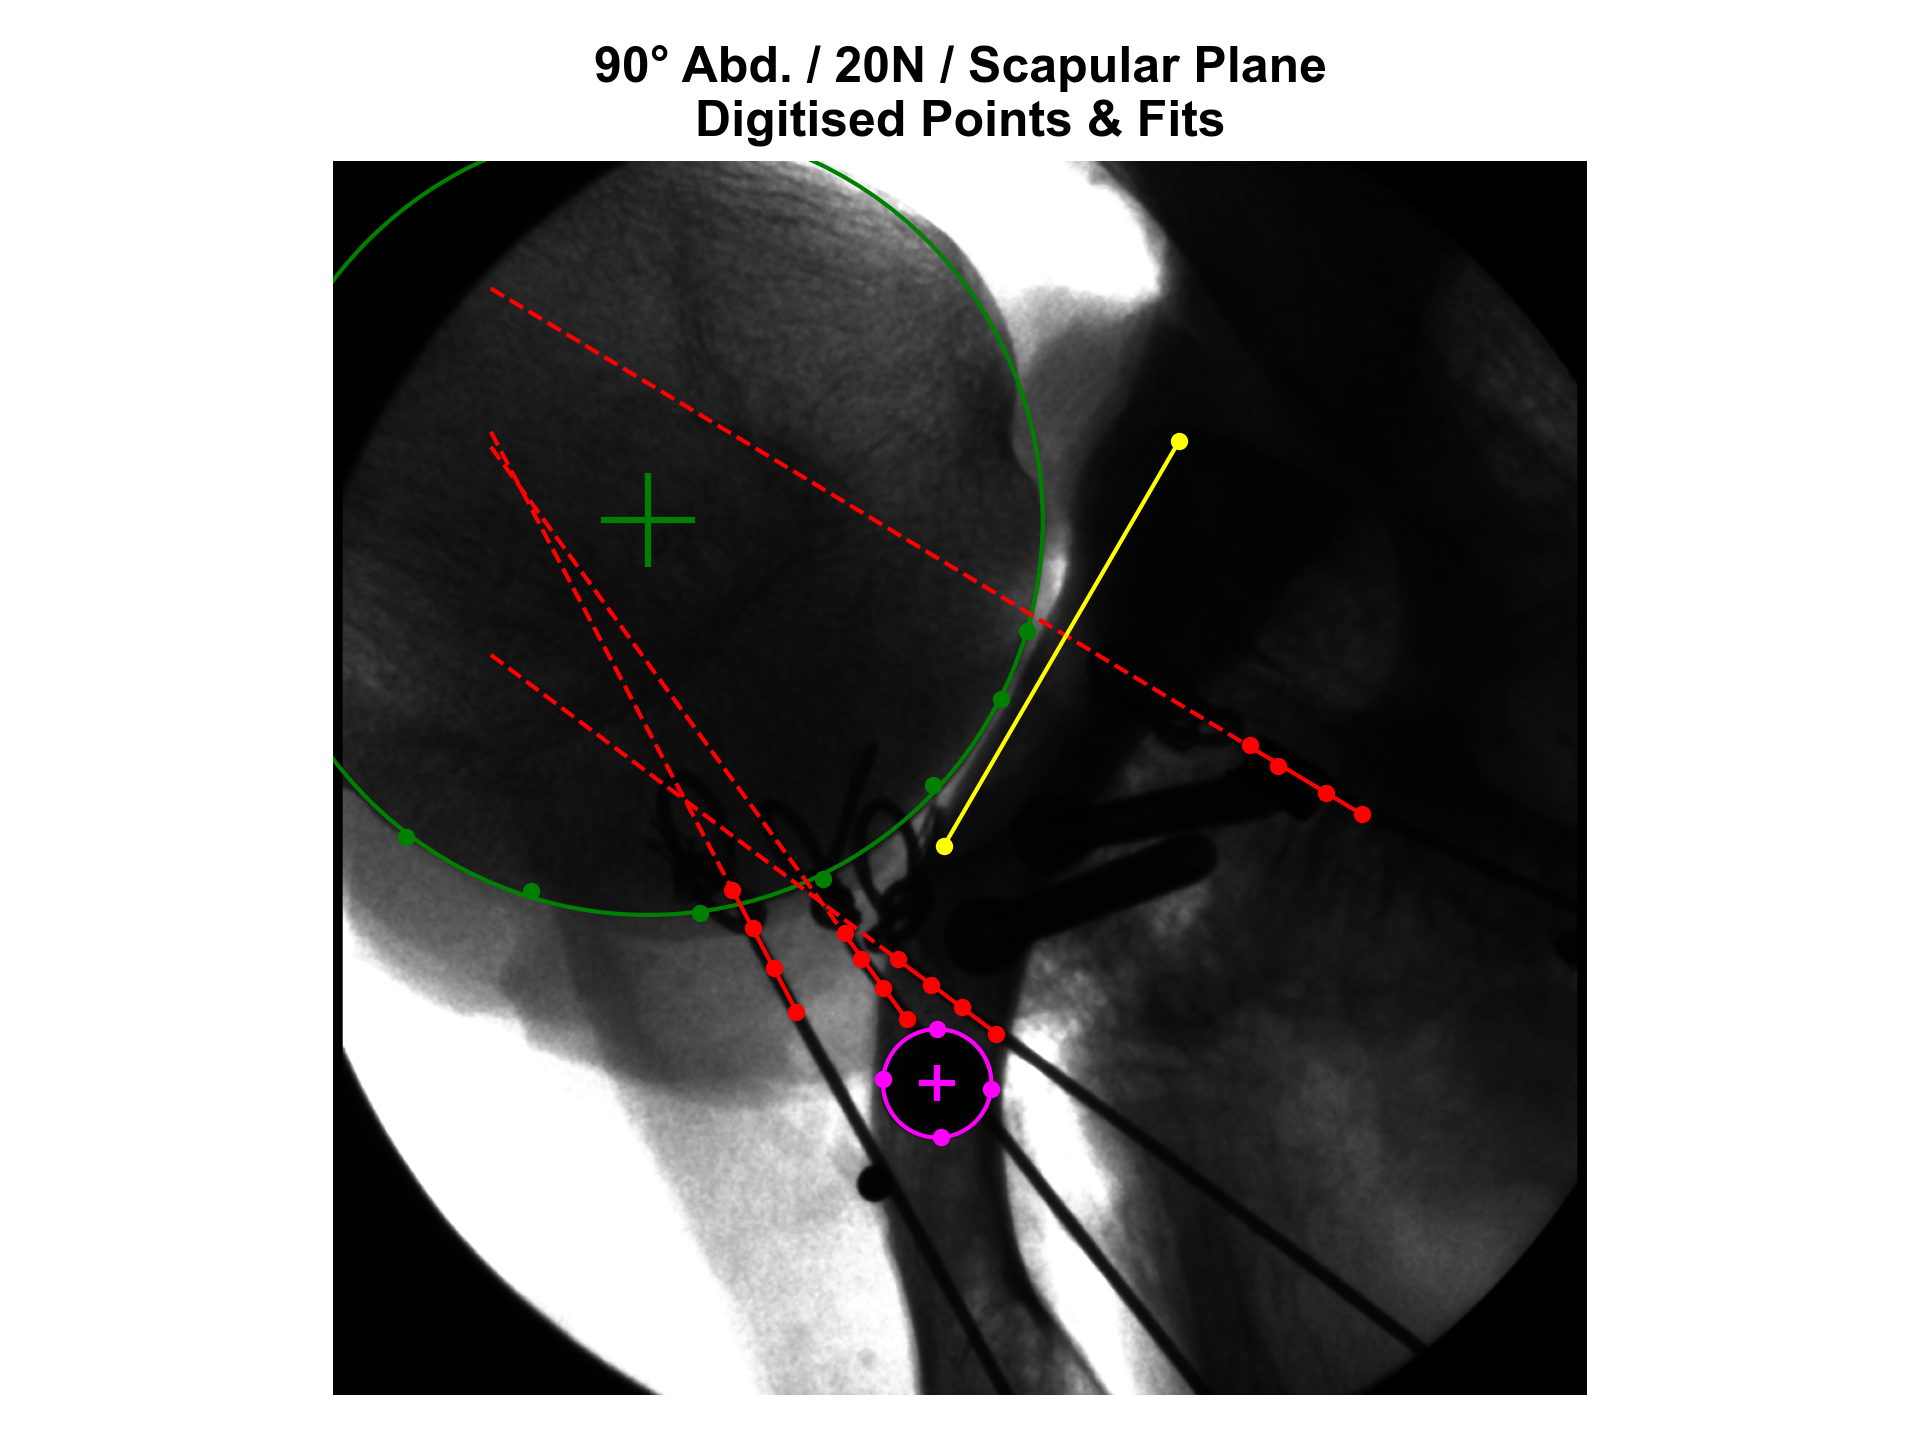 90° Abd. / 20N / Scapular Plane
Digitised Points & Fits